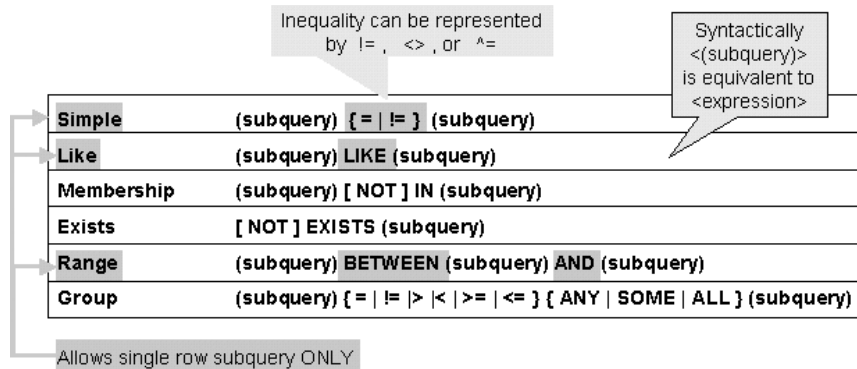 Inequality can be represented
by !=, <>, or ^=
Syntactically
<(subquery)>
is equivalent to
<expression>
Simple (subquery) { = | != } (subquery)
Like (subquery) LIKE (subquery)
Membership (subquery) [ NOT ] IN (subquery)
Exists [ NOT ] EXISTS (subquery)
Range (subquery) BETWEEN (subquery) AND (subquery)
Group (subquery) { = | != |> |< | >= | <= } { ANY | SOME | ALL } (subquery)
Allows single row subquery ONLY